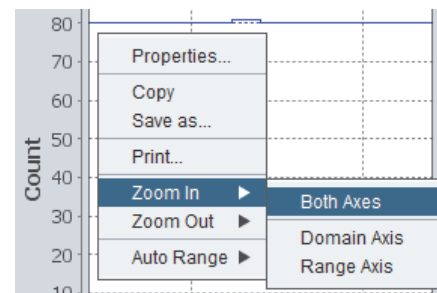 80
70
60
50
40
30
20
10
Count
Properties...
Copy
Save as...
Print...
Zoom In
Zoom Out
Auto Range
Both Axes
Domain Axis
Range Axis